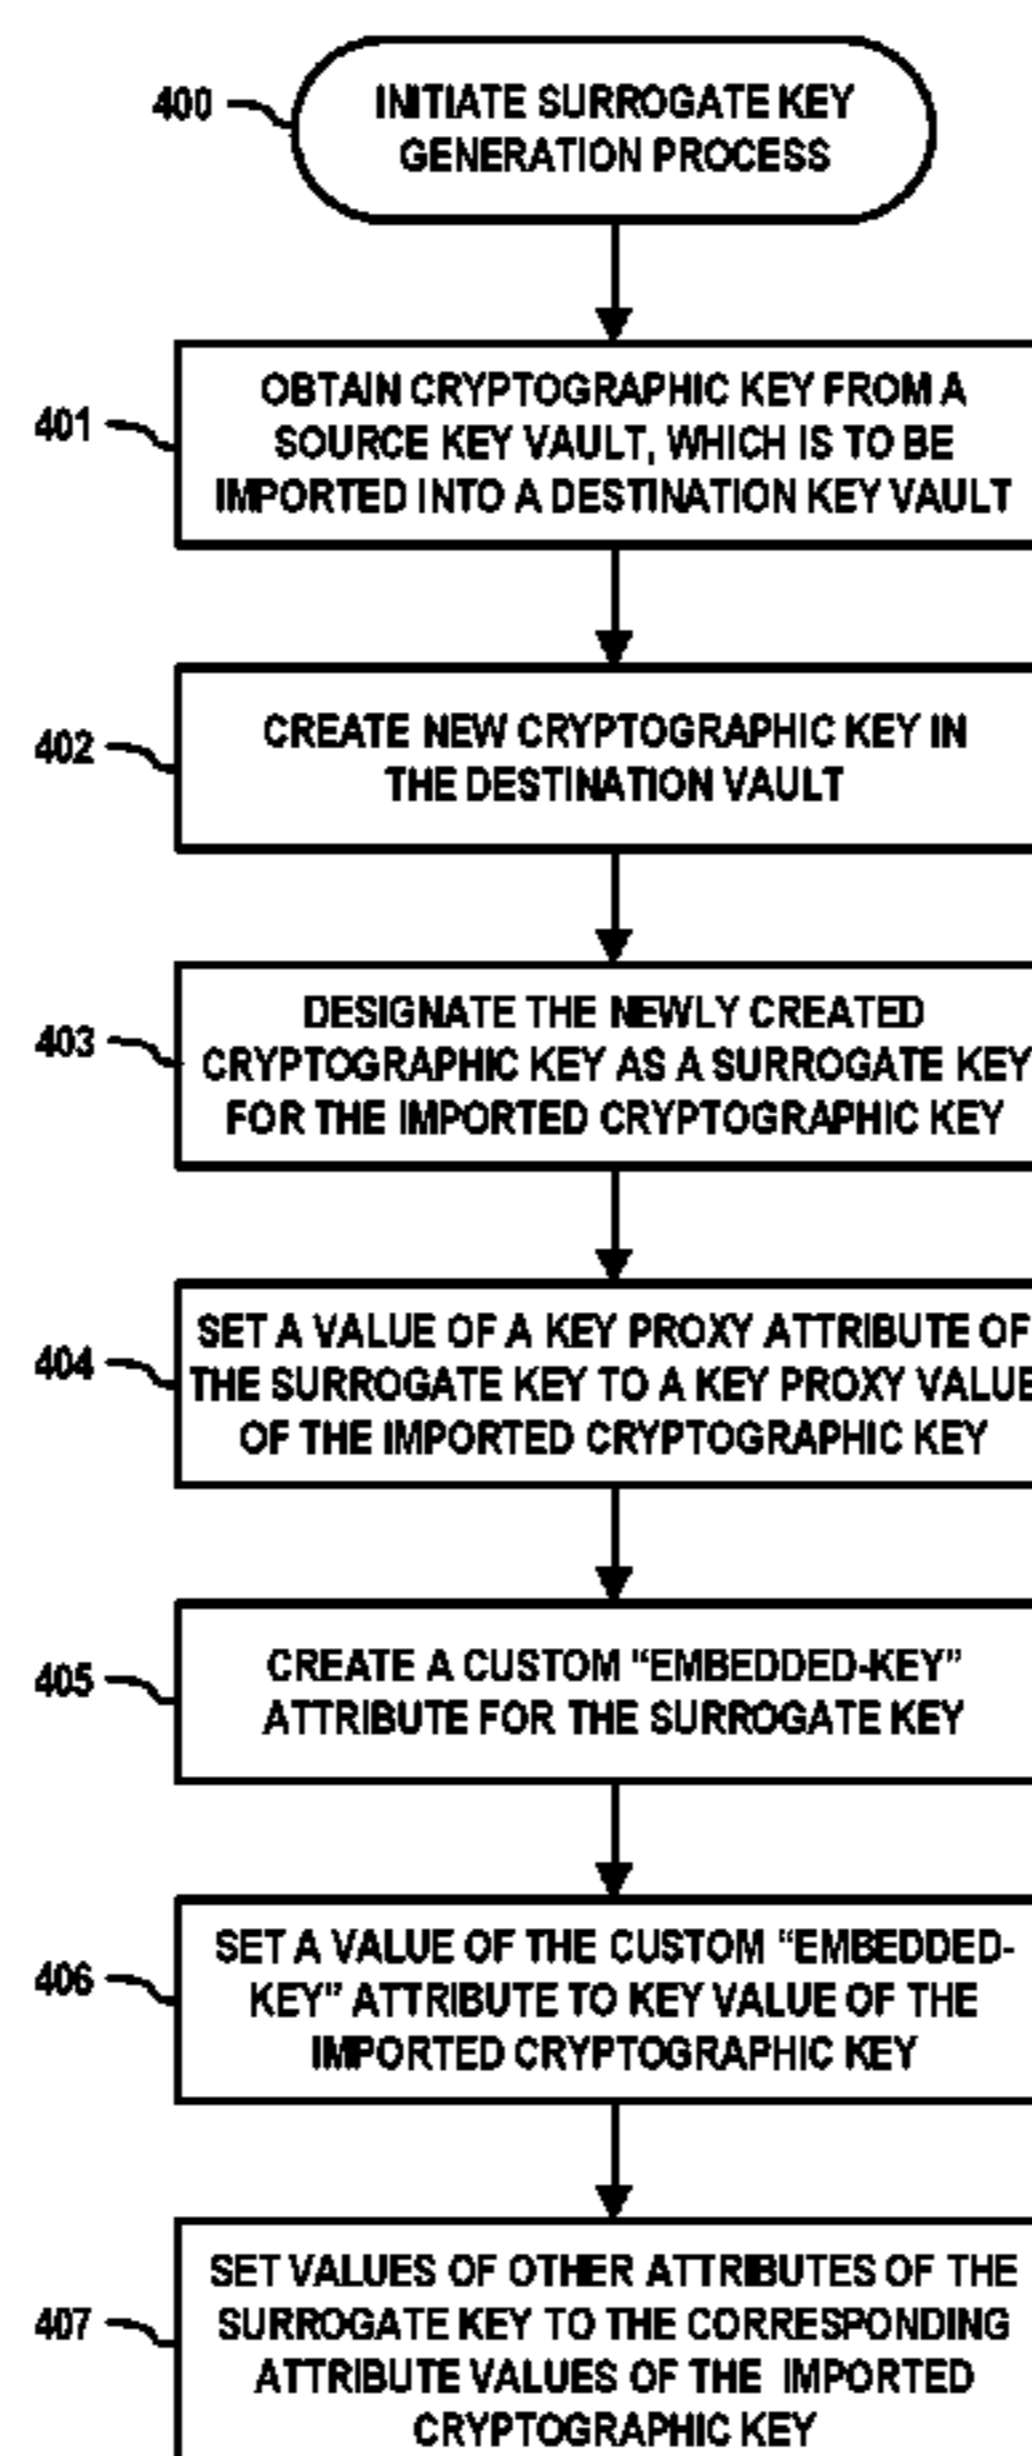 400
INITIATE SURROGATE KEY
GENERATION PROCESS
401
OBTAIN CRYPTOGRAPHIC KEY FROM A
SOURCE KEY VAULT, WHICH IS TO BE
IMPORTED INTO A DESTINATION KEY VAULT
402
CREATE NEW CRYPTOGRAPHIC KEY IN
THE DESTINATION VAULT
403
DESIGNATE THE NEWLY CREATED
CRYPTOGRAPHIC KEY AS A SURROGATE KEY
FOR THE IMPORTED CRYPTOGRAPHIC KEY
404
SET A VALUE OF A KEY PROXY ATTRIBUTE OF
THE SURROGATE KEY TO A KEY PROXY VALUE
OF THE IMPORTED CRYPTOGRAPHIC KEY
405
CREATE A CUSTOM “EMBEDDED-KEY”
ATTRIBUTE FOR THE SURROGATE KEY
406
SET A VALUE OF THE CUSTOM “EMBEDDED-
KEY” ATTRIBUTE TO KEY VALUE OF THE
IMPORTED CRYPTOGRAPHIC KEY
407
SET VALUES OF OTHER ATTRIBUTES OF THE
SURROGATE KEY TO THE CORRESPONDING
ATTRIBUTE VALUES OF THE IMPORTED
CRYPTOGRAPHIC KEY